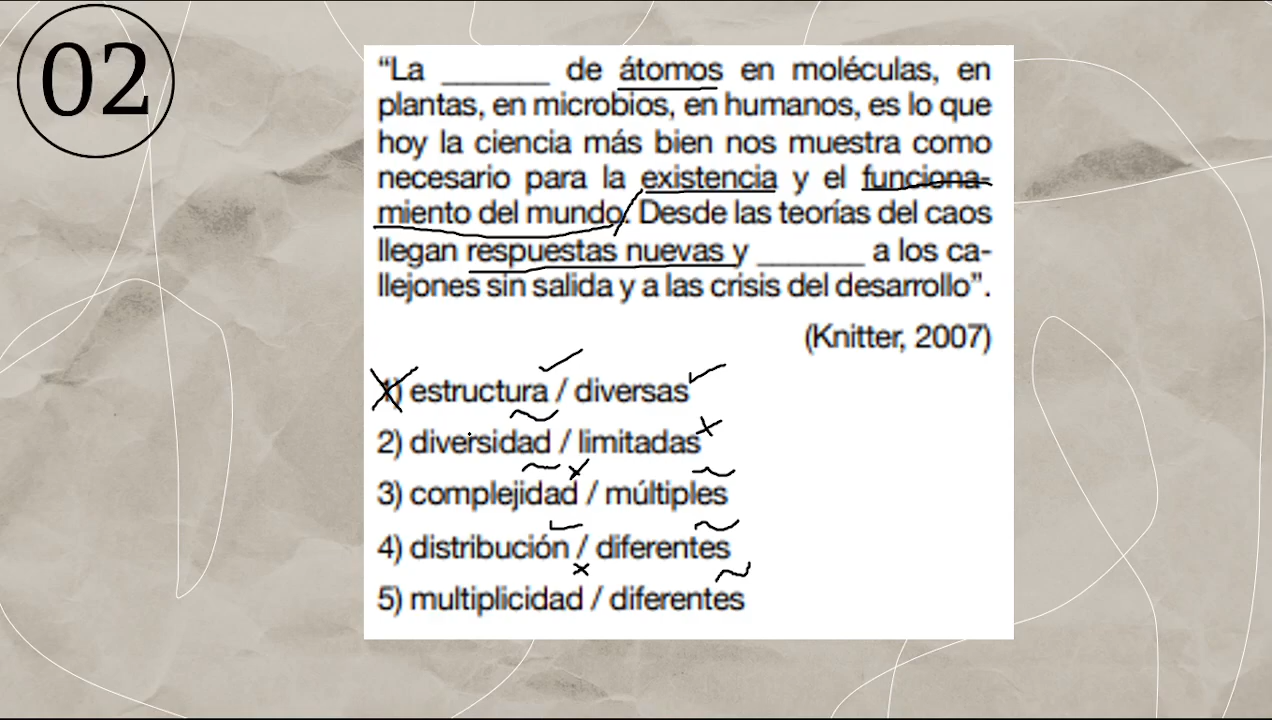 02
“La _______ de átomos en moléculas, en
plantas, en microbios, en humanos, es lo que
hoy la ciencia más bien nos muestra como
necesario para la existencia y el funciona-
miento del mundo. Desde las teorías del caos
llegan respuestas nuevas y _______ a los ca-
llejones sin salida y a las crisis del desarrollo”.
(Knitter, 2007)
1) estructura / diversas
2) diversidad / limitadas
3) complejidad / múltiples
4) distribución / diferentes
5) multiplicidad / diferentes